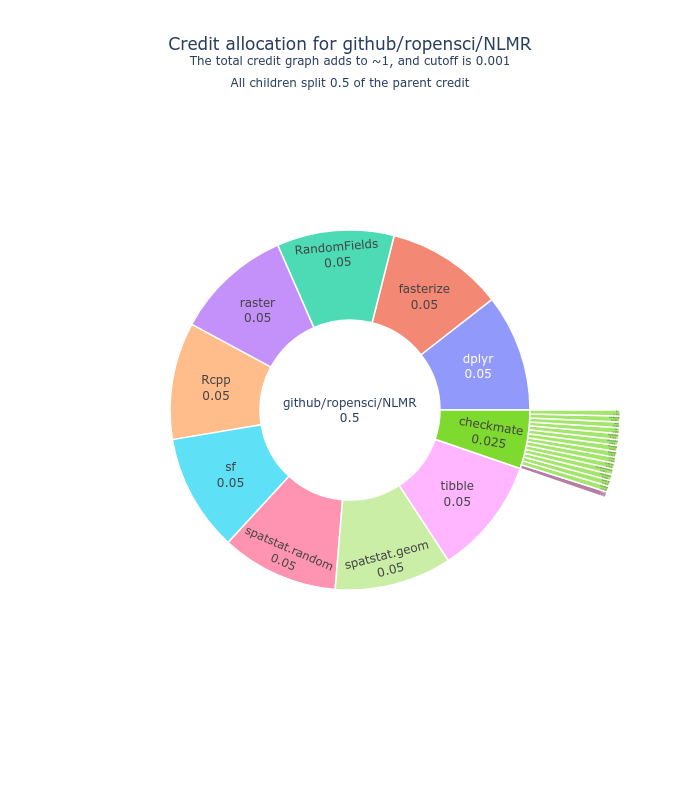 Credit allocation for github/ropensci/NLMR
The total credit graph adds to ~1, and cutoff is 0.001
All children split 0.5 of the parent credit
RandomFields
0.05
fasterize
0.05
raster
0.05
dplyr
0.05
Rcpp
0.05
github/ropensci/NLMR
0.5
checkmate
0.025
sf
0.05
tibble
0.05
spatstat.random
0.05
spatstat.geom
0.05